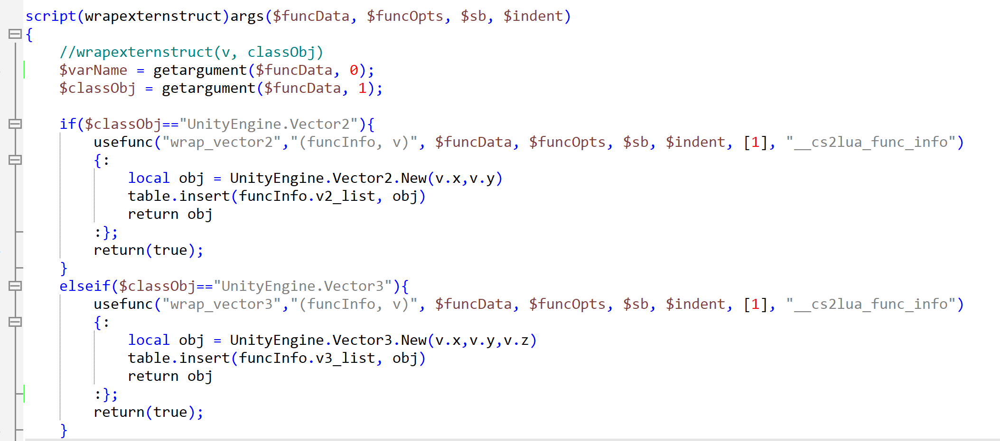 script(wrapexternstruct)args($funcData, $funcOpts, $sb, $indent)
{
    //wrapexternstruct(v, classObj)
    $varName = getargument($funcData, 0);
    $classObj = getargument($funcData, 1);

    if($classObj=="UnityEngine.Vector2"){
        usefunc("wrap_vector2","(funcInfo, v)", $funcData, $funcOpts, $sb, $indent, [1], "__cs2lua_func_info")
        {:
            local obj = UnityEngine.Vector2.New(v.x,v.y)
            table.insert(funcInfo.v2_list, obj)
            return obj
        :};
        return(true);
    }
    elseif($classObj=="UnityEngine.Vector3"){
        usefunc("wrap_vector3","(funcInfo, v)", $funcData, $funcOpts, $sb, $indent, [1], "__cs2lua_func_info")
        {:
            local obj = UnityEngine.Vector3.New(v.x,v.y,v.z)
            table.insert(funcInfo.v3_list, obj)
            return obj
        :};
        return(true);
    }